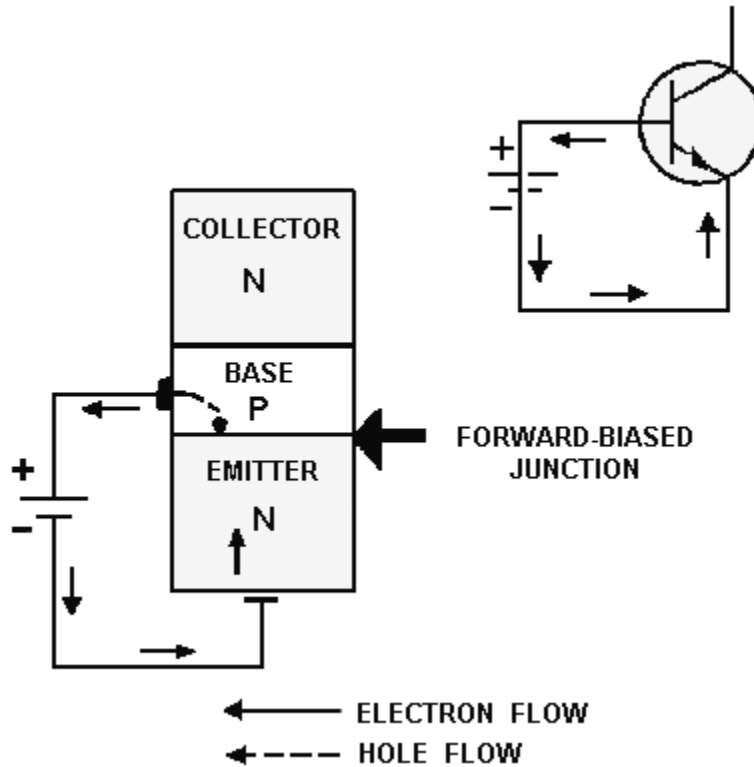 +
-
COLLECTOR
N
BASE
P
EMITTER
N
+
-
FORWARD-BIASED
JUNCTION
ELECTRON FLOW
HOLE FLOW